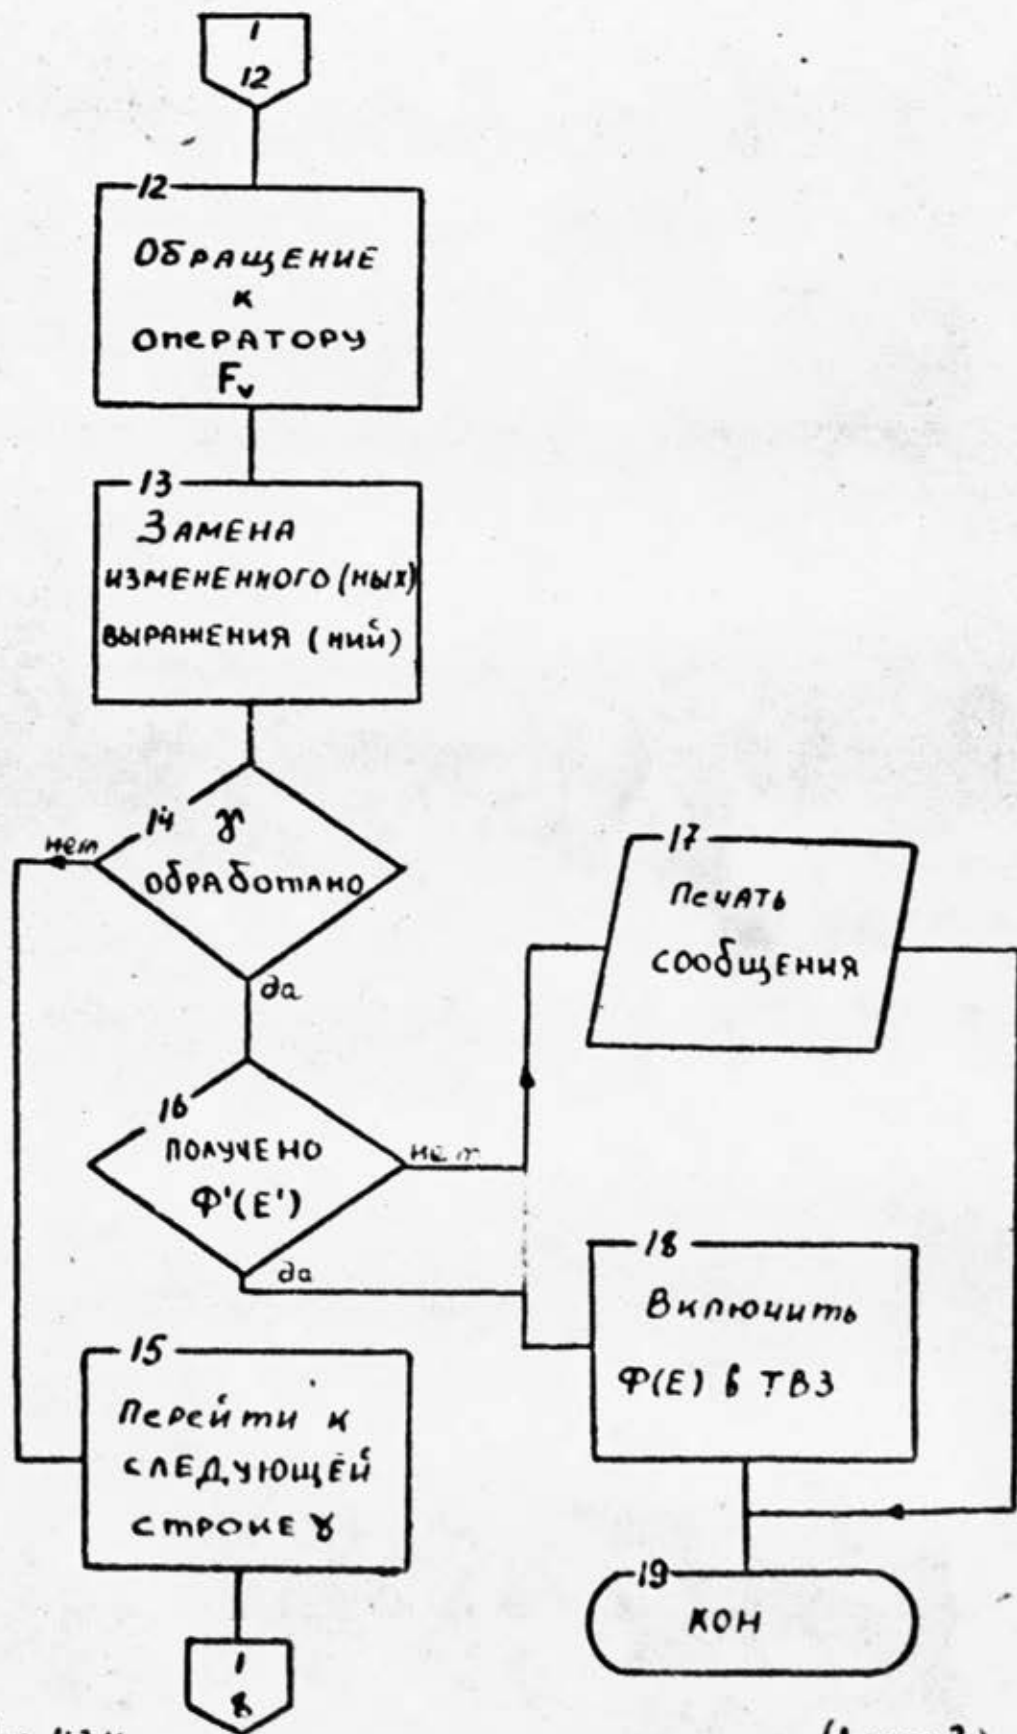 1
12
12
Обращение
к
оператору
Fᵥ
13
Замена
измененного (ных)
выражения (ний)
14
γ
обработано
нет
да
17
Печать
сообщения
16
получено
Ф'(Е')
нет
да
18
Включить
Ф(Е) в ТВЗ
15
Перейти к
следующей
строке γ
19
КОН
1
8